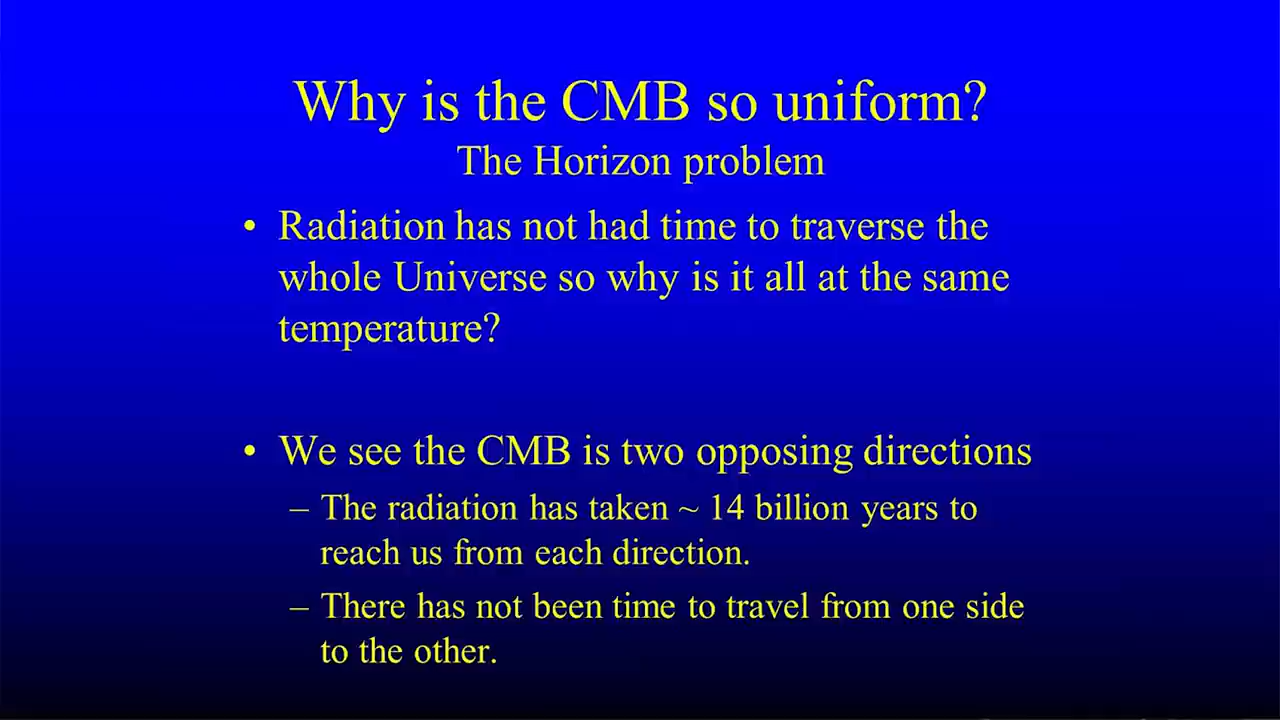 Why is the CMB so uniform?
The Horizon problem
• Radiation has not had time to traverse the
whole Universe so why is it all at the same
temperature?
• We see the CMB is two opposing directions
– The radiation has taken ~ 14 billion years to
reach us from each direction.
– There has not been time to travel from one side
to the other.